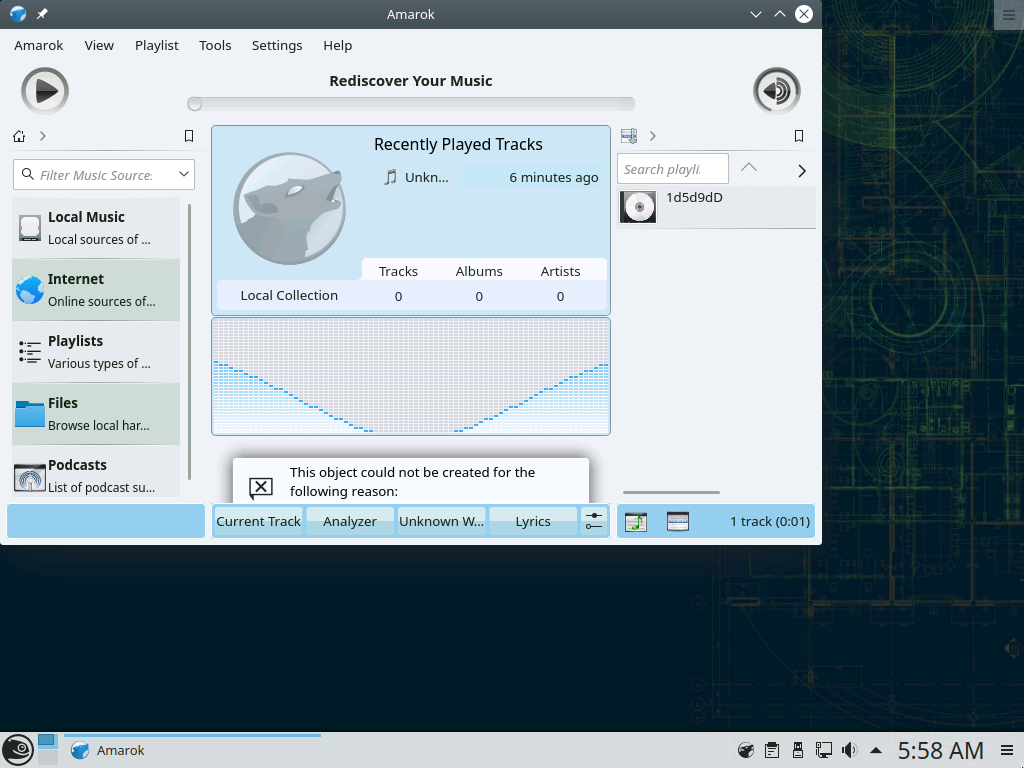 Amarok
Amarok View Playlist Tools Settings Help
Rediscover Your Music
Filter Music Source:
Local Music
Local sources of ...
Internet
Online sources of...
Playlists
Various types of ...
Files
Browse local har...
Podcasts
List of podcast su...
Recently Played Tracks
Unkn... 6 minutes ago
Tracks Albums Artists
Local Collection 0 0 0
This object could not be created for the
following reason:
Current Track Analyzer Unknown W... Lyrics
Search playli
1d5d9dD
1 track (0:01)
Amarok
5:58 AM